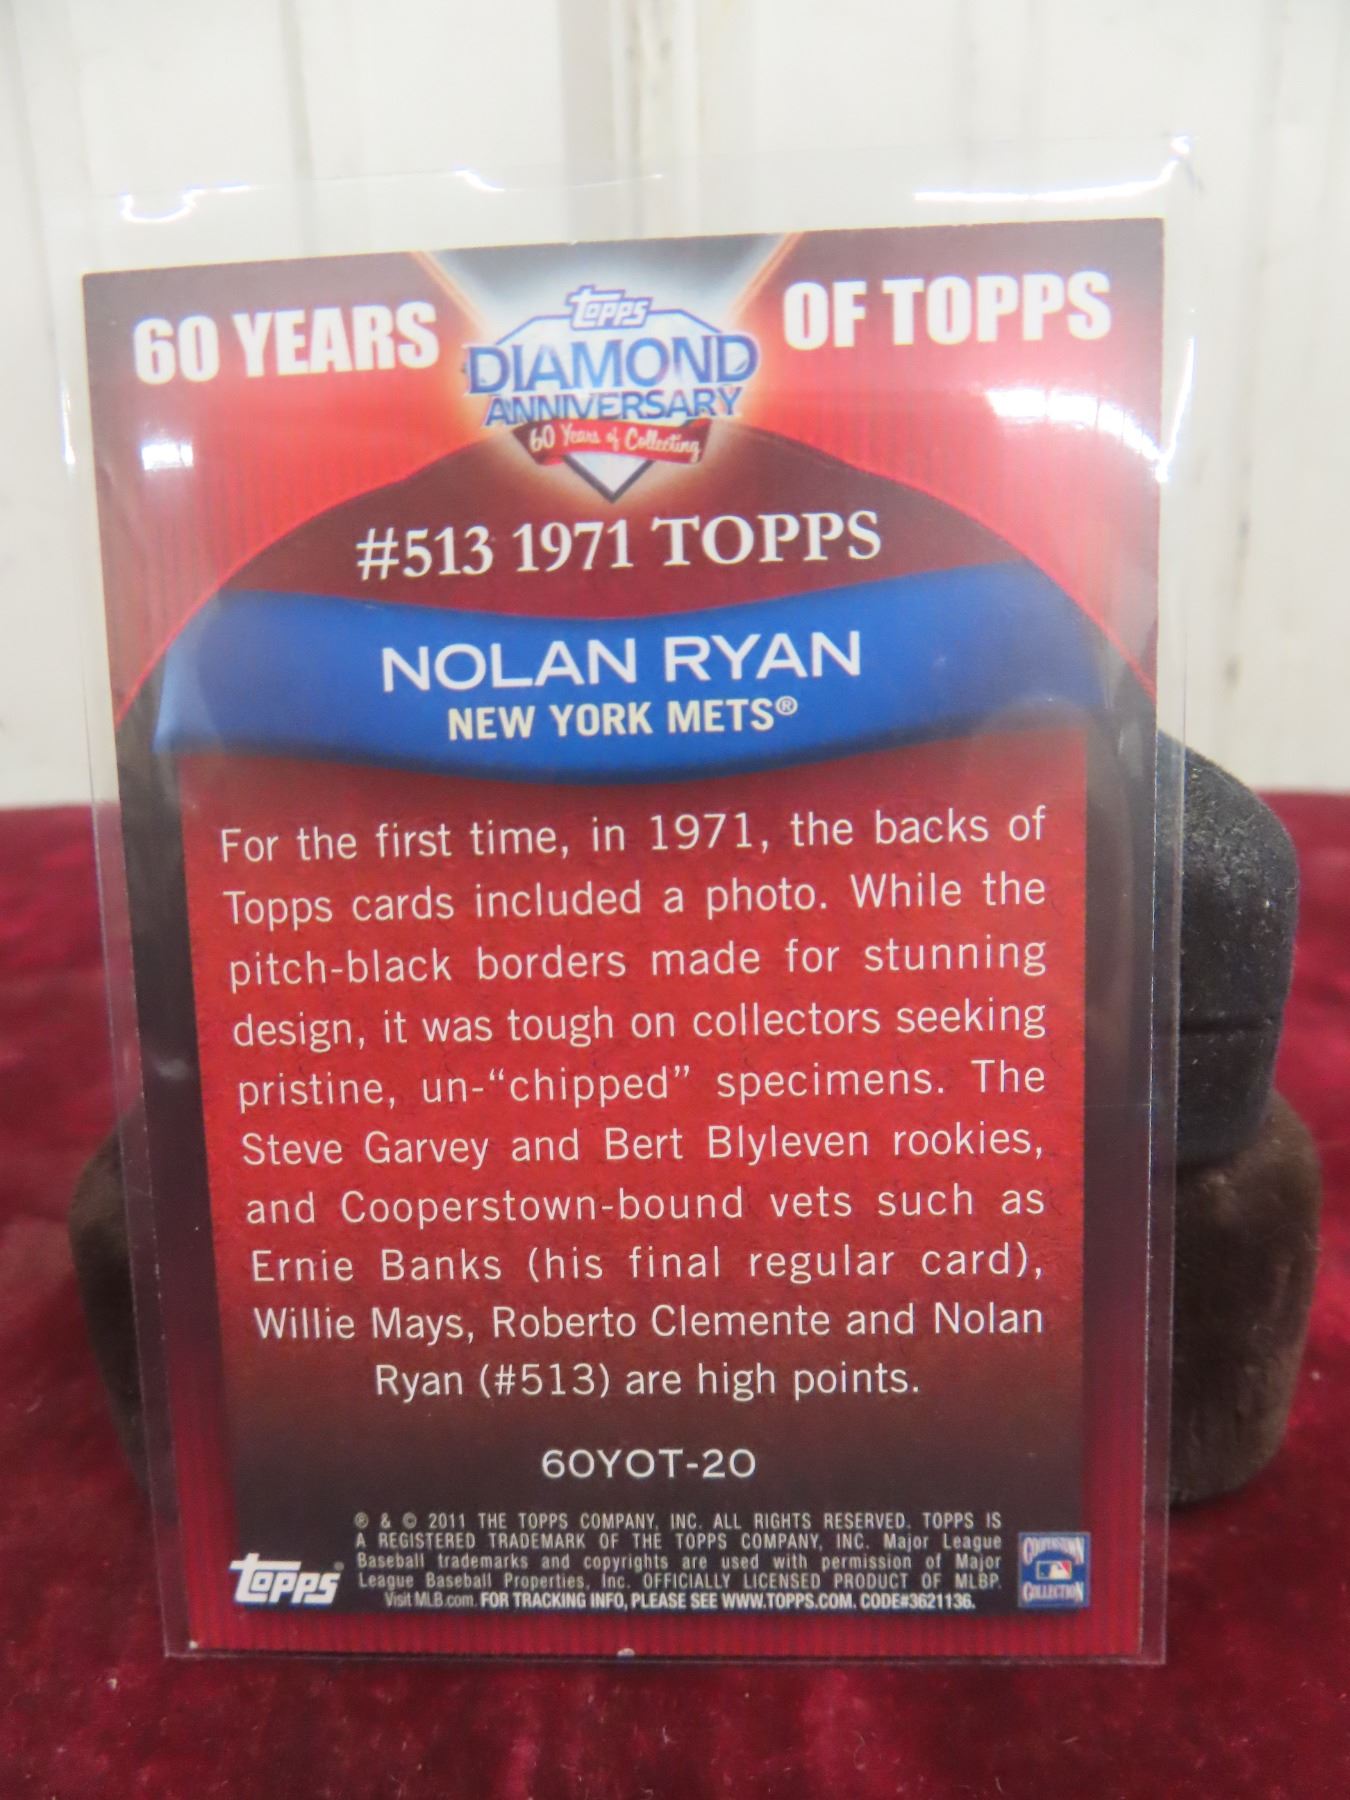 60 YEARS OF TOPPS
topps
DIAMOND
ANNIVERSARY
60 Years of Collecting
#513 1971 TOPPS
NOLAN RYAN
NEW YORK METS®
For the first time, in 1971, the backs of
Topps cards included a photo. While the
pitch-black borders made for stunning
design, it was tough on collectors seeking
pristine, un-“chipped” specimens. The
Steve Garvey and Bert Blyleven rookies,
and Cooperstown-bound vets such as
Ernie Banks (his final regular card),
Willie Mays, Roberto Clemente and Nolan
Ryan (#513) are high points.
60YOT-20
® & © 2011 THE TOPPS COMPANY, INC. ALL RIGHTS RESERVED. TOPPS IS
A REGISTERED TRADEMARK OF THE TOPPS COMPANY, INC. Major League
Baseball trademarks and copyrights are used with permission of Major
League Baseball Properties, Inc. OFFICIALLY LICENSED PRODUCT OF MLBP.
Visit MLB.com. FOR TRACKING INFO, PLEASE SEE WWW.TOPPS.COM. CODE#3621136.
topps®
COOPERSTOWN
COLLECTION